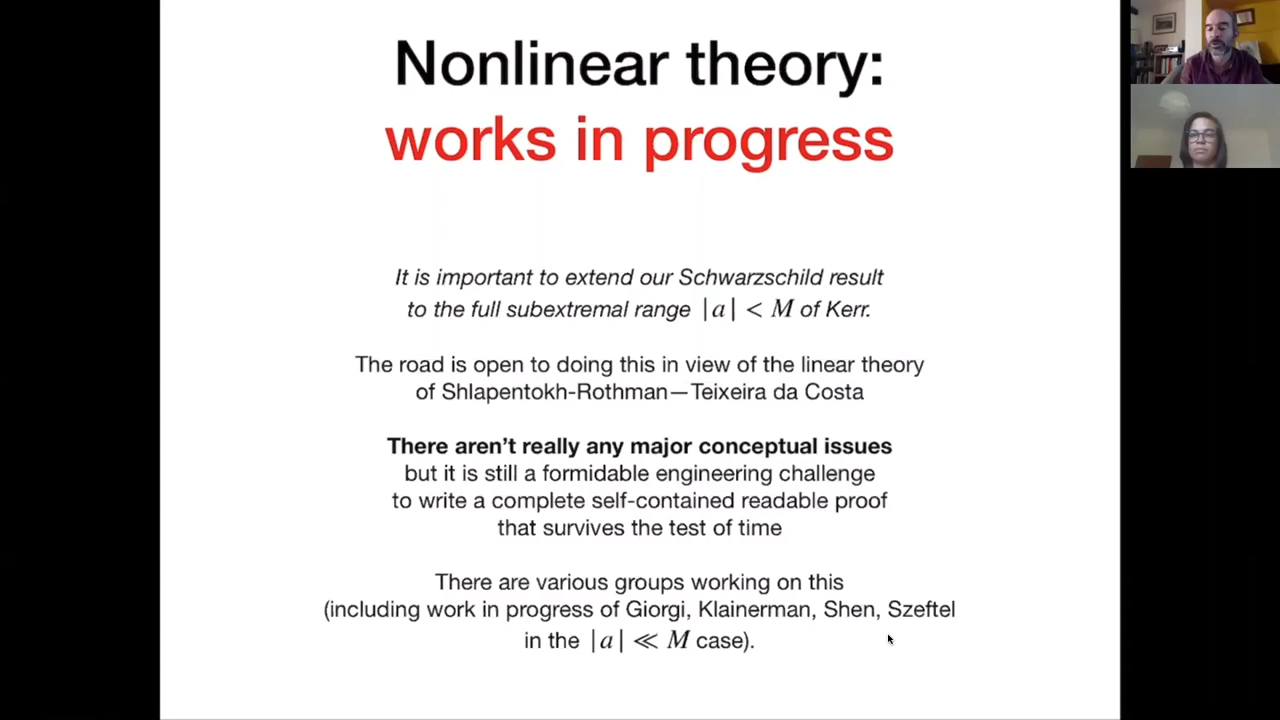 Nonlinear theory:
works in progress
It is important to extend our Schwarzschild result
to the full subextremal range |a| < M of Kerr.
The road is open to doing this in view of the linear theory
of Shlapentokh-Rothman—Teixeira da Costa
There aren't really any major conceptual issues
but it is still a formidable engineering challenge
to write a complete self-contained readable proof
that survives the test of time
There are various groups working on this
(including work in progress of Giorgi, Klainerman, Shen, Szeftel
in the |a| ≪ M case).